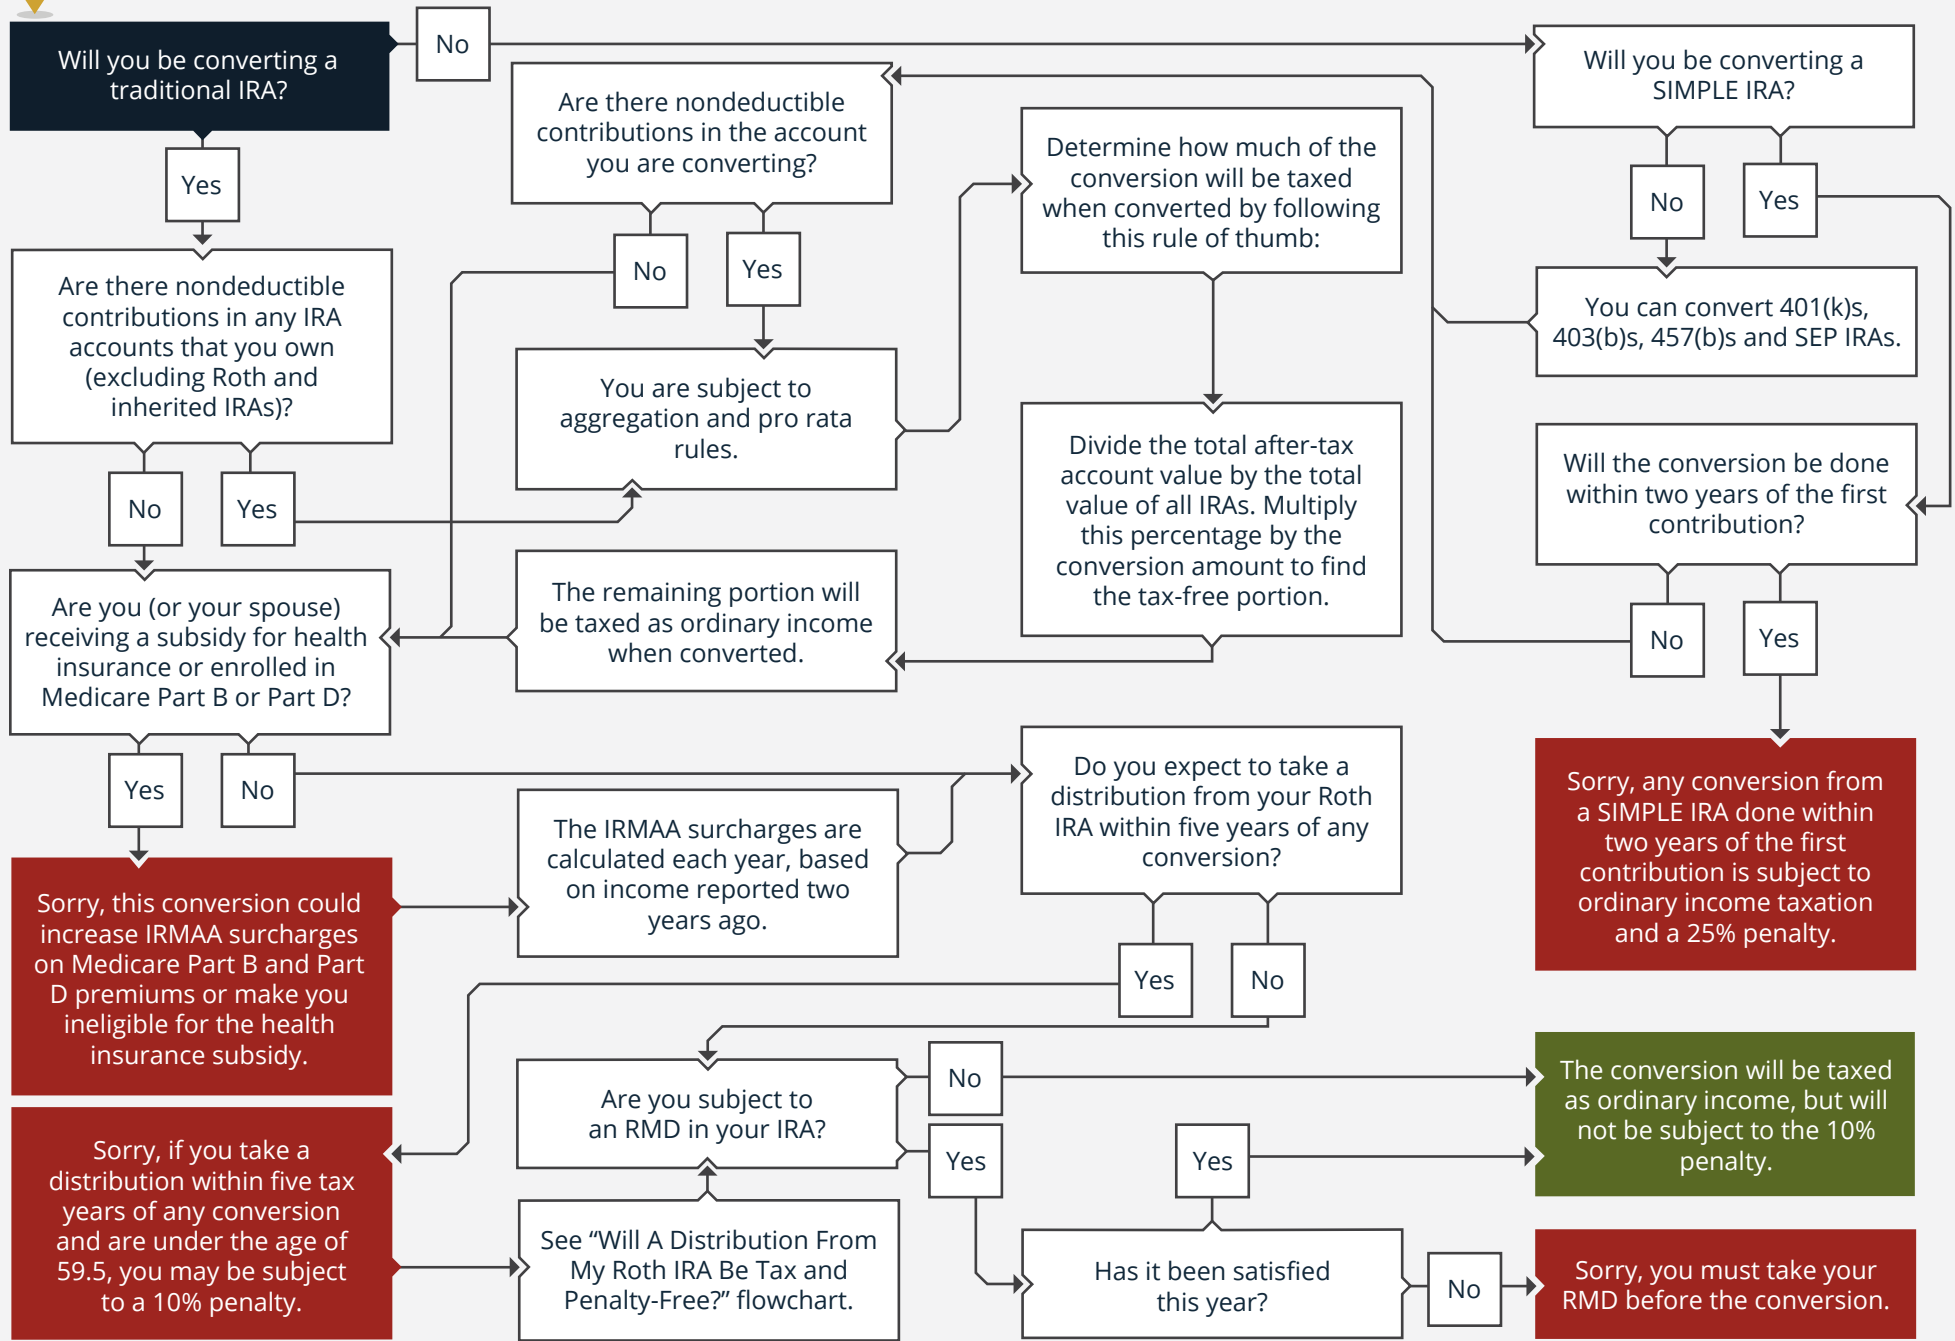 Will you be converting a
traditional IRA?
No
Yes
Will you be converting a
SIMPLE IRA?
No
Yes
Are there nondeductible
contributions in the account
you are converting?
No
Yes
Determine how much of the
conversion will be taxed
when converted by following
this rule of thumb:
Are there nondeductible
contributions in any IRA
accounts that you own
(excluding Roth and
inherited IRAs)?
No
Yes
You can convert 401(k)s,
403(b)s, 457(b)s and SEP IRAs.
You are subject to
aggregation and pro rata
rules.
Divide the total after-tax
account value by the total
value of all IRAs. Multiply
this percentage by the
conversion amount to find
the tax-free portion.
Will the conversion be done
within two years of the first
contribution?
No
Yes
The remaining portion will
be taxed as ordinary income
when converted.
Are you (or your spouse)
receiving a subsidy for health
insurance or enrolled in
Medicare Part B or Part D?
Yes
No
Do you expect to take a
distribution from your Roth
IRA within five years of any
conversion?
Yes
No
Sorry, any conversion from
a SIMPLE IRA done within
two years of the first
contribution is subject to
ordinary income taxation
and a 25% penalty.
The IRMAA surcharges are
calculated each year, based
on income reported two
years ago.
Sorry, this conversion could
increase IRMAA surcharges
on Medicare Part B and Part
D premiums or make you
ineligible for the health
insurance subsidy.
Are you subject to
an RMD in your IRA?
No
Yes
The conversion will be taxed
as ordinary income, but will
not be subject to the 10%
penalty.
Sorry, if you take a
distribution within five tax
years of any conversion
and are under the age of
59.5, you may be subject
to a 10% penalty.
See “Will A Distribution From
My Roth IRA Be Tax and
Penalty-Free?” flowchart.
Yes
Has it been satisfied
this year?
No
Sorry, you must take your
RMD before the conversion.